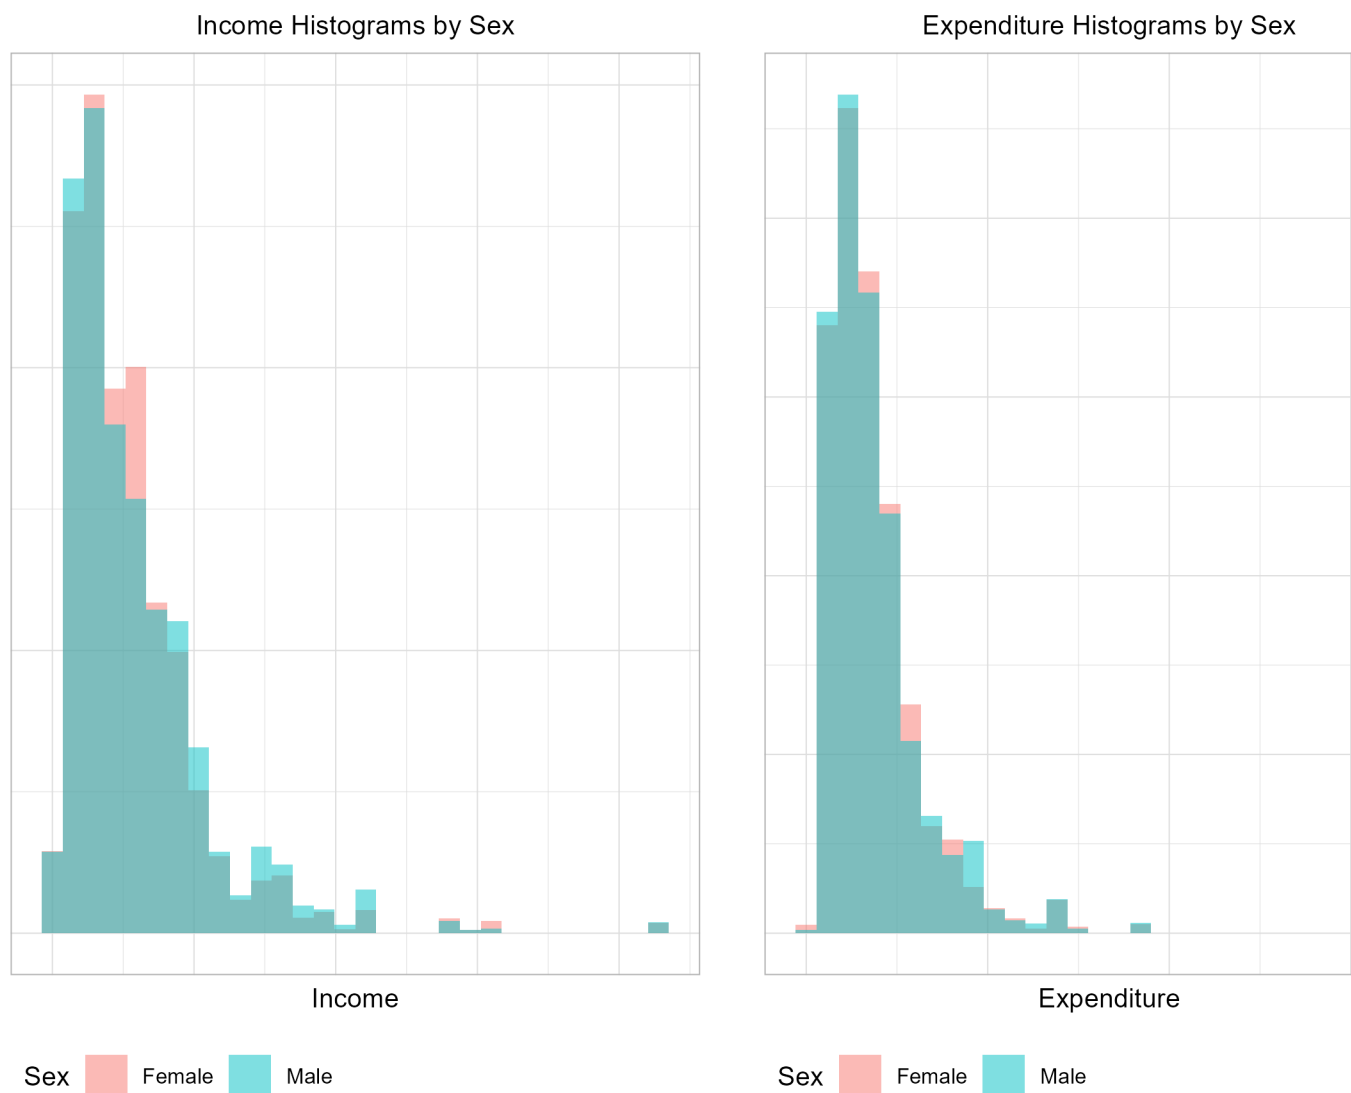 Income Histograms by Sex
Income
Sex Female Male
Expenditure Histograms by Sex
Expenditure
Sex Female Male